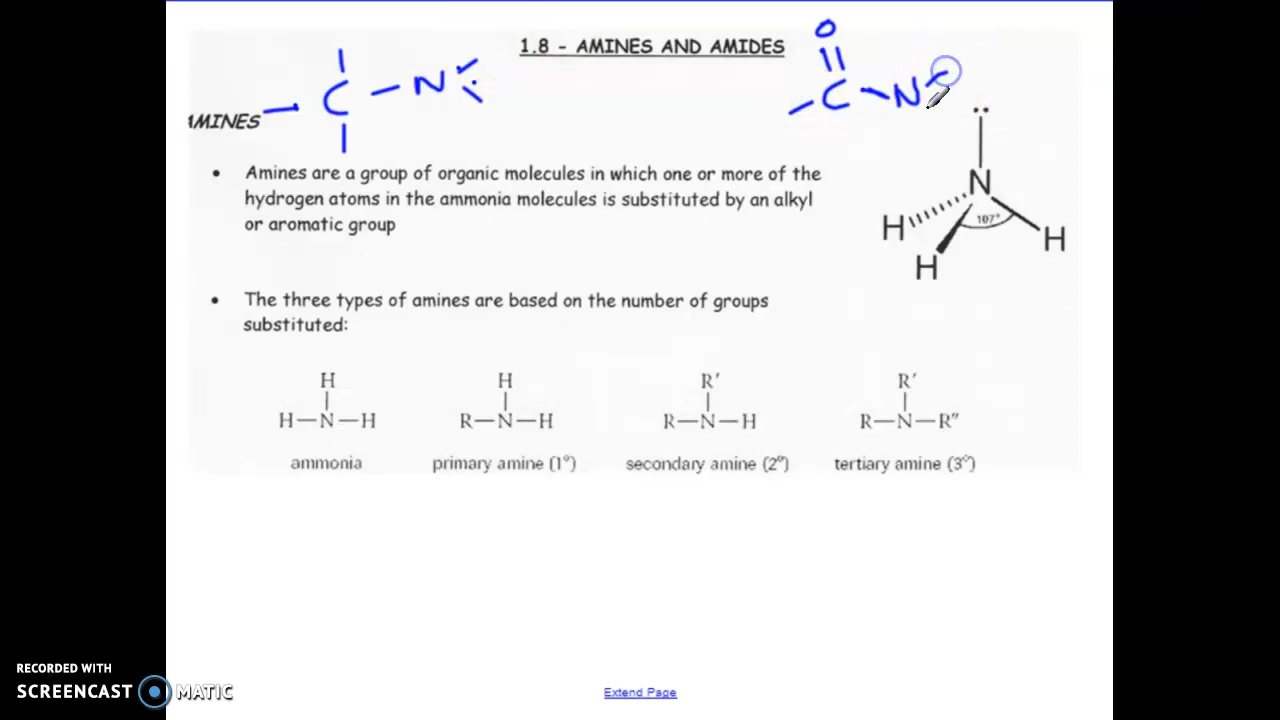 1.8 - AMINES AND AMIDES
O
C - N
C - N
AMINES
Amines are a group of organic molecules in which one or more of the
hydrogen atoms in the ammonia molecules is substituted by an alkyl
or aromatic group
N
107°
H
H
H
The three types of amines are based on the number of groups
substituted:
H H R′ R′
H—N—H R—N—H R—N—H R—N—R″
ammonia primary amine (1°) secondary amine (2°) tertiary amine (3°)
RECORDED WITH
SCREENCAST MATIC
Extend Page